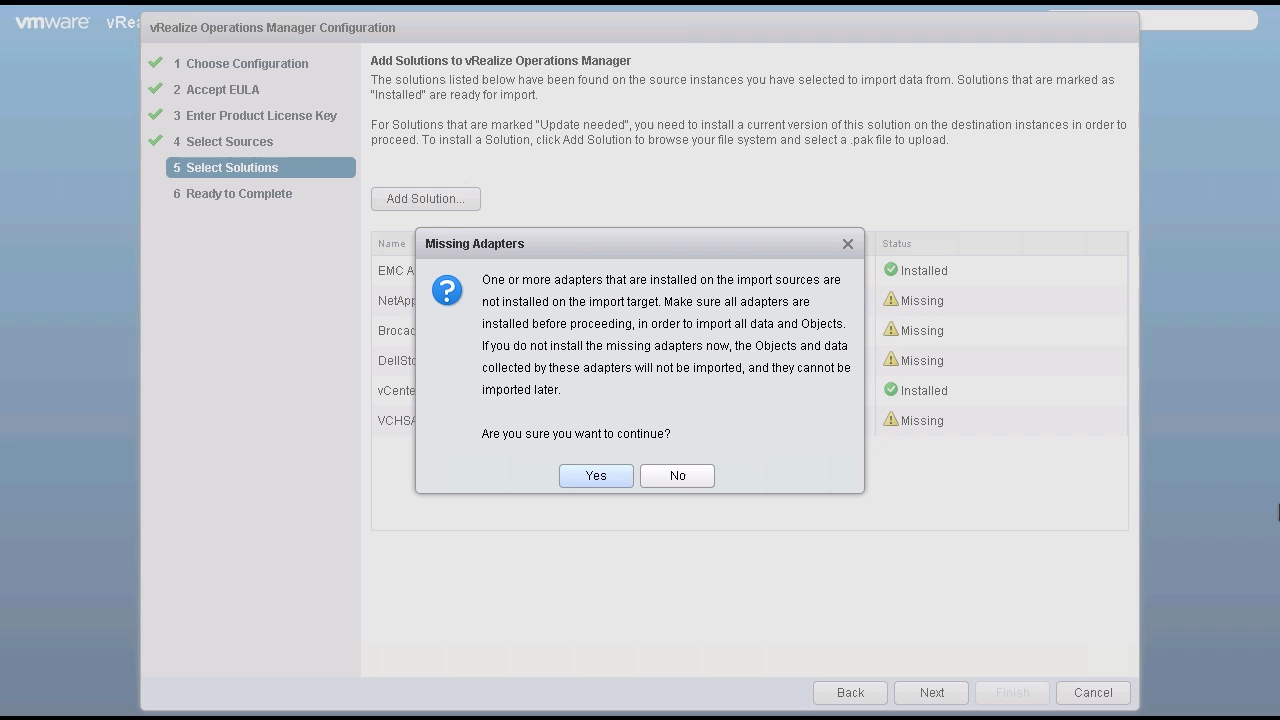 vmware vRea
vRealize Operations Manager Configuration
1 Choose Configuration
2 Accept EULA
3 Enter Product License Key
4 Select Sources
5 Select Solutions
6 Ready to Complete
Add Solutions to vRealize Operations Manager
The solutions listed below have been found on the source instances you have selected to import data from. Solutions that are marked as
"Installed" are ready for import.
For Solutions that are marked "Update needed", you need to install a current version of this solution on the destination instances in order to
proceed. To install a Solution, click Add Solution to browse your file system and select a .pak file to upload.
Add Solution...
Name Status
EMC A Installed
NetApp Missing
Brocad Missing
DellSto Missing
vCente Installed
VCHSA Missing
Missing Adapters
One or more adapters that are installed on the import sources are
not installed on the import target. Make sure all adapters are
installed before proceeding, in order to import all data and Objects.
If you do not install the missing adapters now, the Objects and data
collected by these adapters will not be imported, and they cannot be
imported later.
Are you sure you want to continue?
Yes No
Back Next Finish Cancel